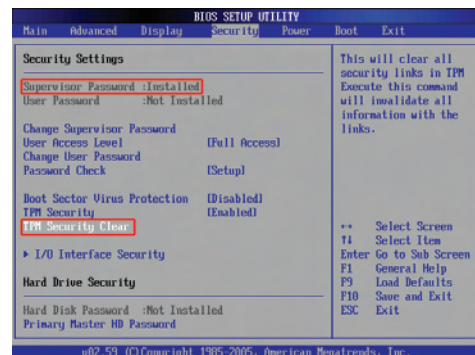 BIOS SETUP UTILITY
Main Advanced Display Security Power Boot Exit
Security Settings
Supervisor Password :Installed
User Password :Not Installed
Change Supervisor Password
User Access Level [Full Access]
Change User Password
Password Check [Setup]
Boot Sector Virus Protection [Disabled]
TPM Security [Enabled]
TPM Security Clear
▶ I/O Interface Security
Hard Drive Security
Hard Disk Password :Not Installed
Primary Master HD Password
This will clear all
security links in TPM
Execute this command
will invalidate all
information with the
links.
↔ Select Screen
↑↓ Select Item
Enter Go to Sub Screen
F1 General Help
F9 Load Defaults
F10 Save and Exit
ESC Exit
v02.59 (C)Copyright 1985-2005, American Megatrends, Inc.